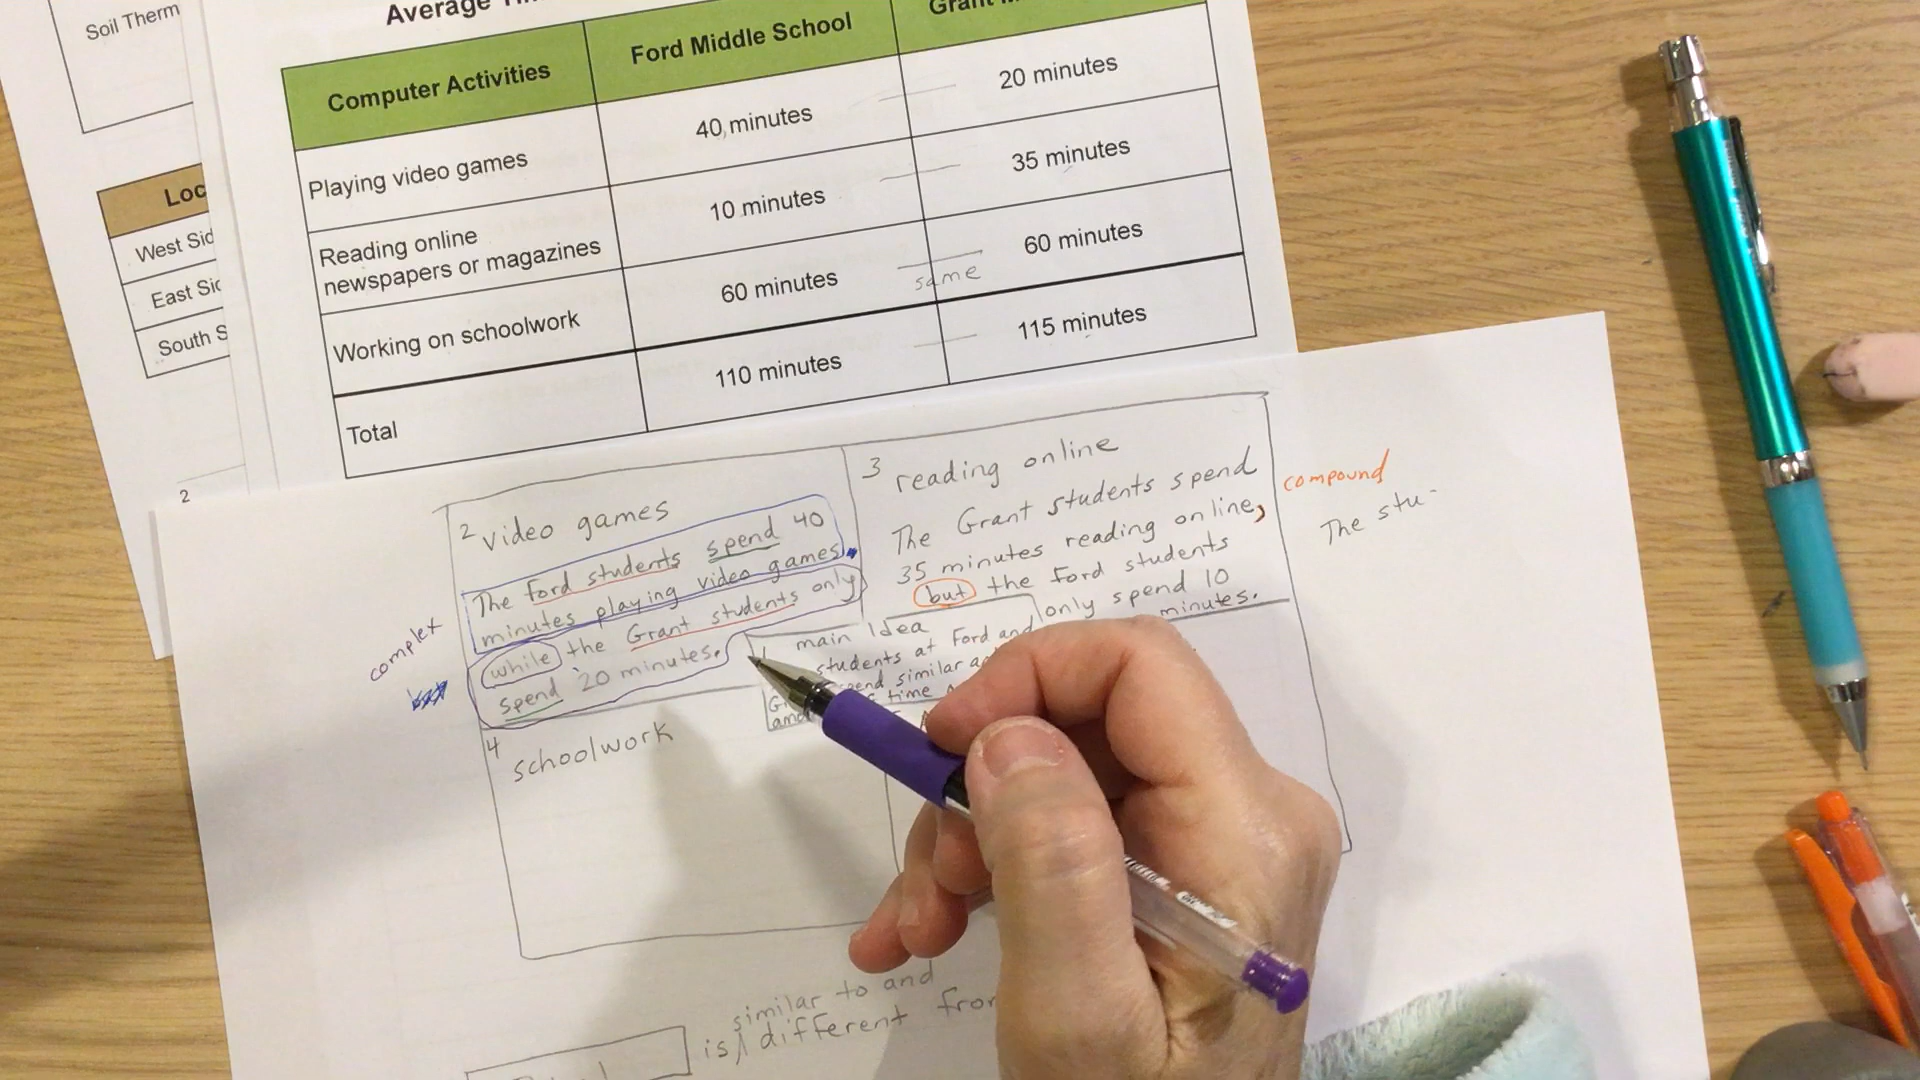 Soil Therm
Loc
West Sid
East Sid
South S
2
Average
Computer Activities
Ford Middle School
Grant
Playing video games
40 minutes
20 minutes
Reading online
newspapers or magazines
10 minutes
35 minutes
Working on schoolwork
60 minutes
same
60 minutes
Total
110 minutes
115 minutes
2 video games
The Ford students spend 40
minutes playing video games.
while the Grant students only
spend 20 minutes.
complex
3 reading online
The Grant students spend
35 minutes reading online,
but the Ford students
only spend 10
minutes.
compound
The stu-
1 main Idea
students at Ford and
spend similar
time
and
4
schoolwork
similar to and
is different from